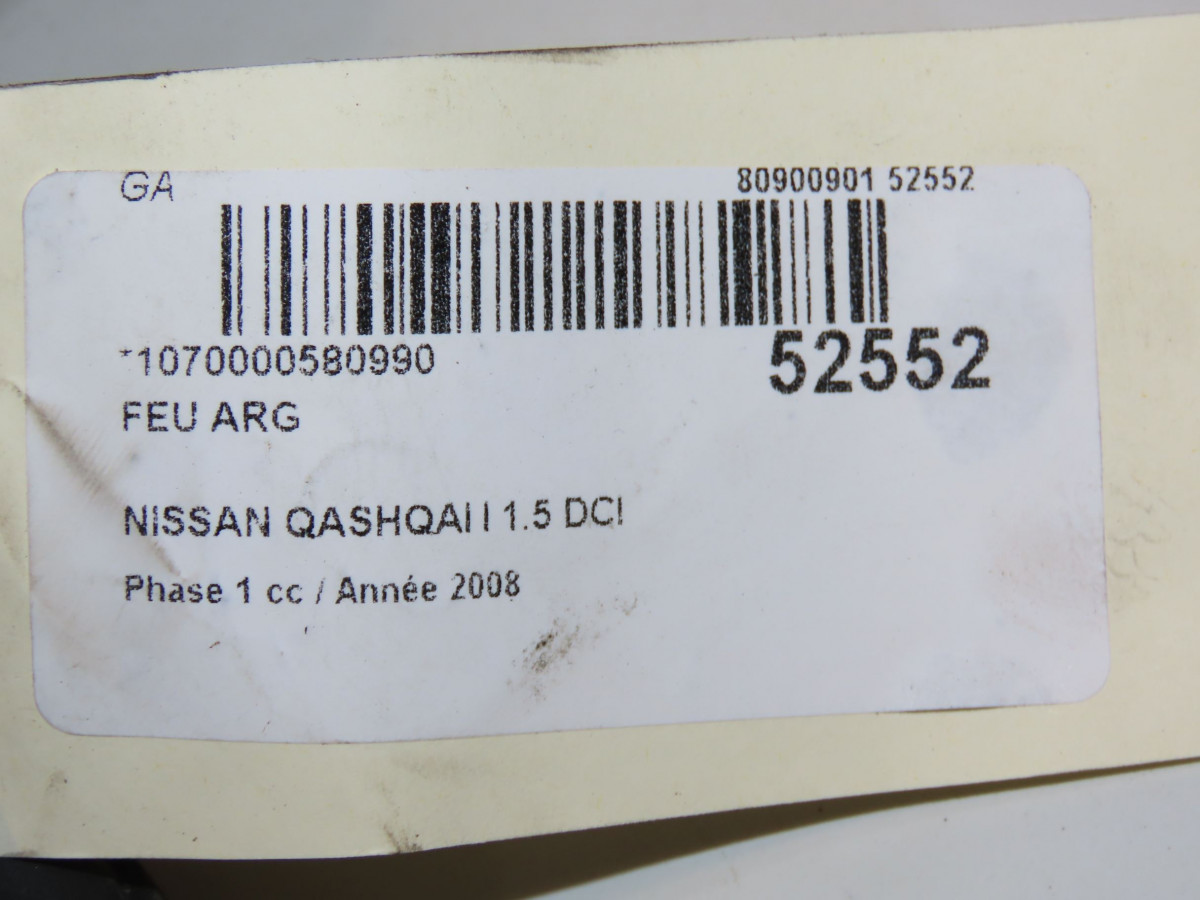 GA 80900901 52552
*1070000580990 52552
FEU ARG
NISSAN QASHQAI I 1.5 DCI
Phase 1 cc / Année 2008